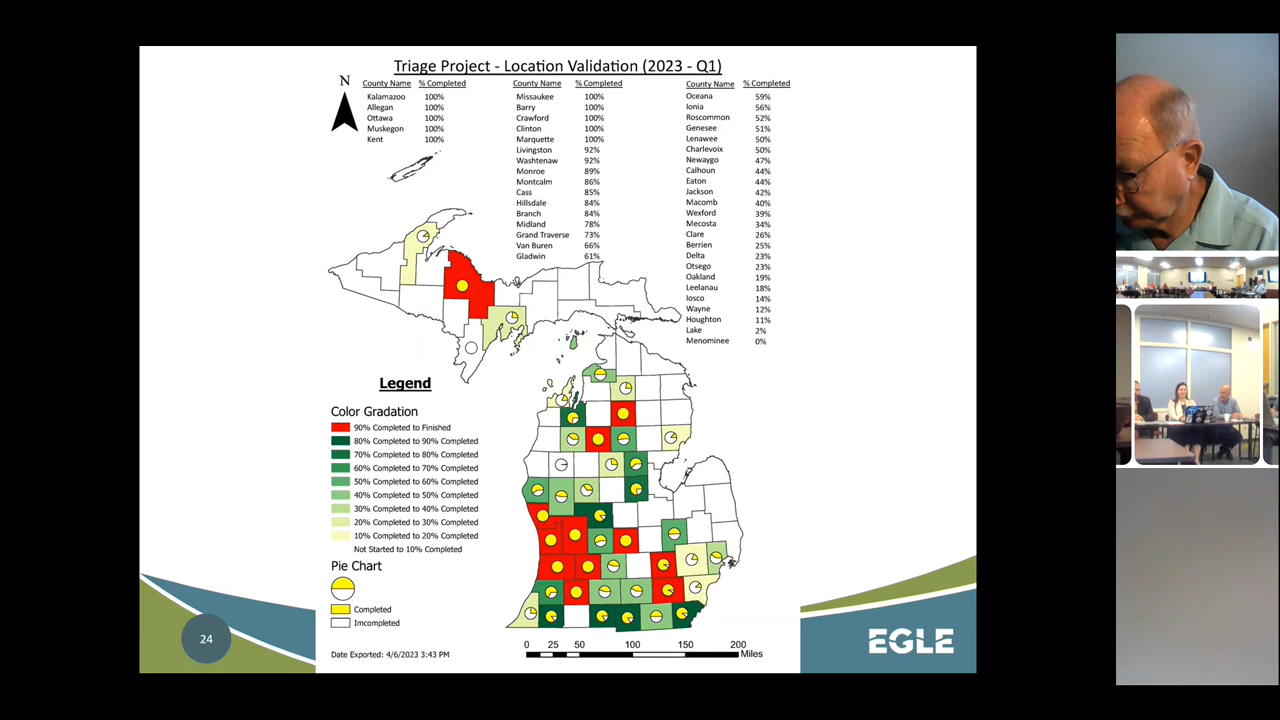 Triage Project - Location Validation (2023 - Q1)
N
County Name % Completed
Kalamazoo 100%
Allegan 100%
Ottawa 100%
Muskegon 100%
Kent 100%
County Name % Completed
Missaukee 100%
Barry 100%
Crawford 100%
Clinton 100%
Marquette 100%
Livingston 92%
Washtenaw 92%
Monroe 89%
Montcalm 86%
Cass 85%
Hillsdale 84%
Branch 84%
Midland 78%
Grand Traverse 73%
Van Buren 66%
Gladwin 61%
County Name % Completed
Oceana 59%
Ionia 56%
Roscommon 52%
Genesee 51%
Lenawee 50%
Charlevoix 50%
Newaygo 47%
Calhoun 44%
Eaton 44%
Jackson 42%
Macomb 40%
Wexford 39%
Mecosta 34%
Clare 26%
Berrien 25%
Delta 23%
Otsego 23%
Oakland 19%
Leelanau 18%
Iosco 14%
Wayne 12%
Houghton 11%
Lake 2%
Menominee 0%
Legend
Color Gradation
90% Completed to Finished
80% Completed to 90% Completed
70% Completed to 80% Completed
60% Completed to 70% Completed
50% Completed to 60% Completed
40% Completed to 50% Completed
30% Completed to 40% Completed
20% Completed to 30% Completed
10% Completed to 20% Completed
Not Started to 10% Completed
Pie Chart
Completed
Imcompleted
Date Exported: 4/6/2023 3:43 PM
0 25 50 100 150 200
Miles
24
EGLE